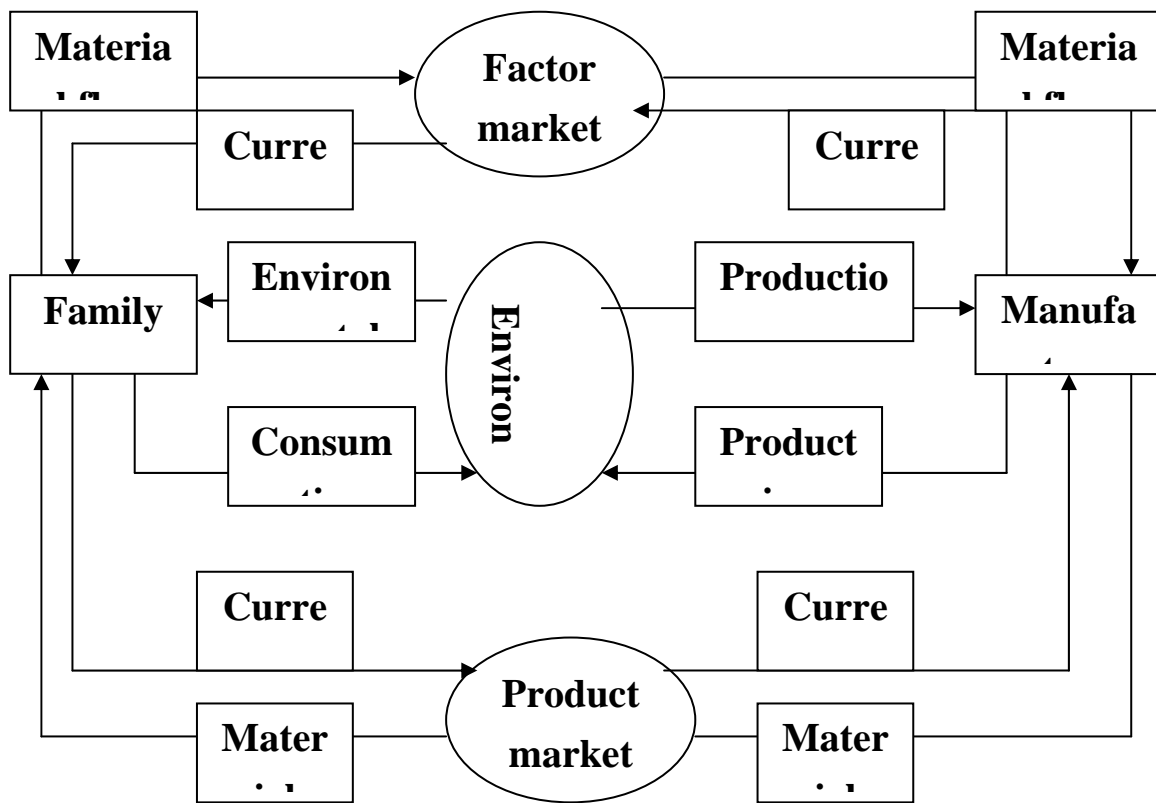 Materia
Factor
market
Materia
Curre
Curre
Environ
Productio
Family
Environ
Manufa
Consum
Product
Curre
Curre
Product
market
Mater
Mater